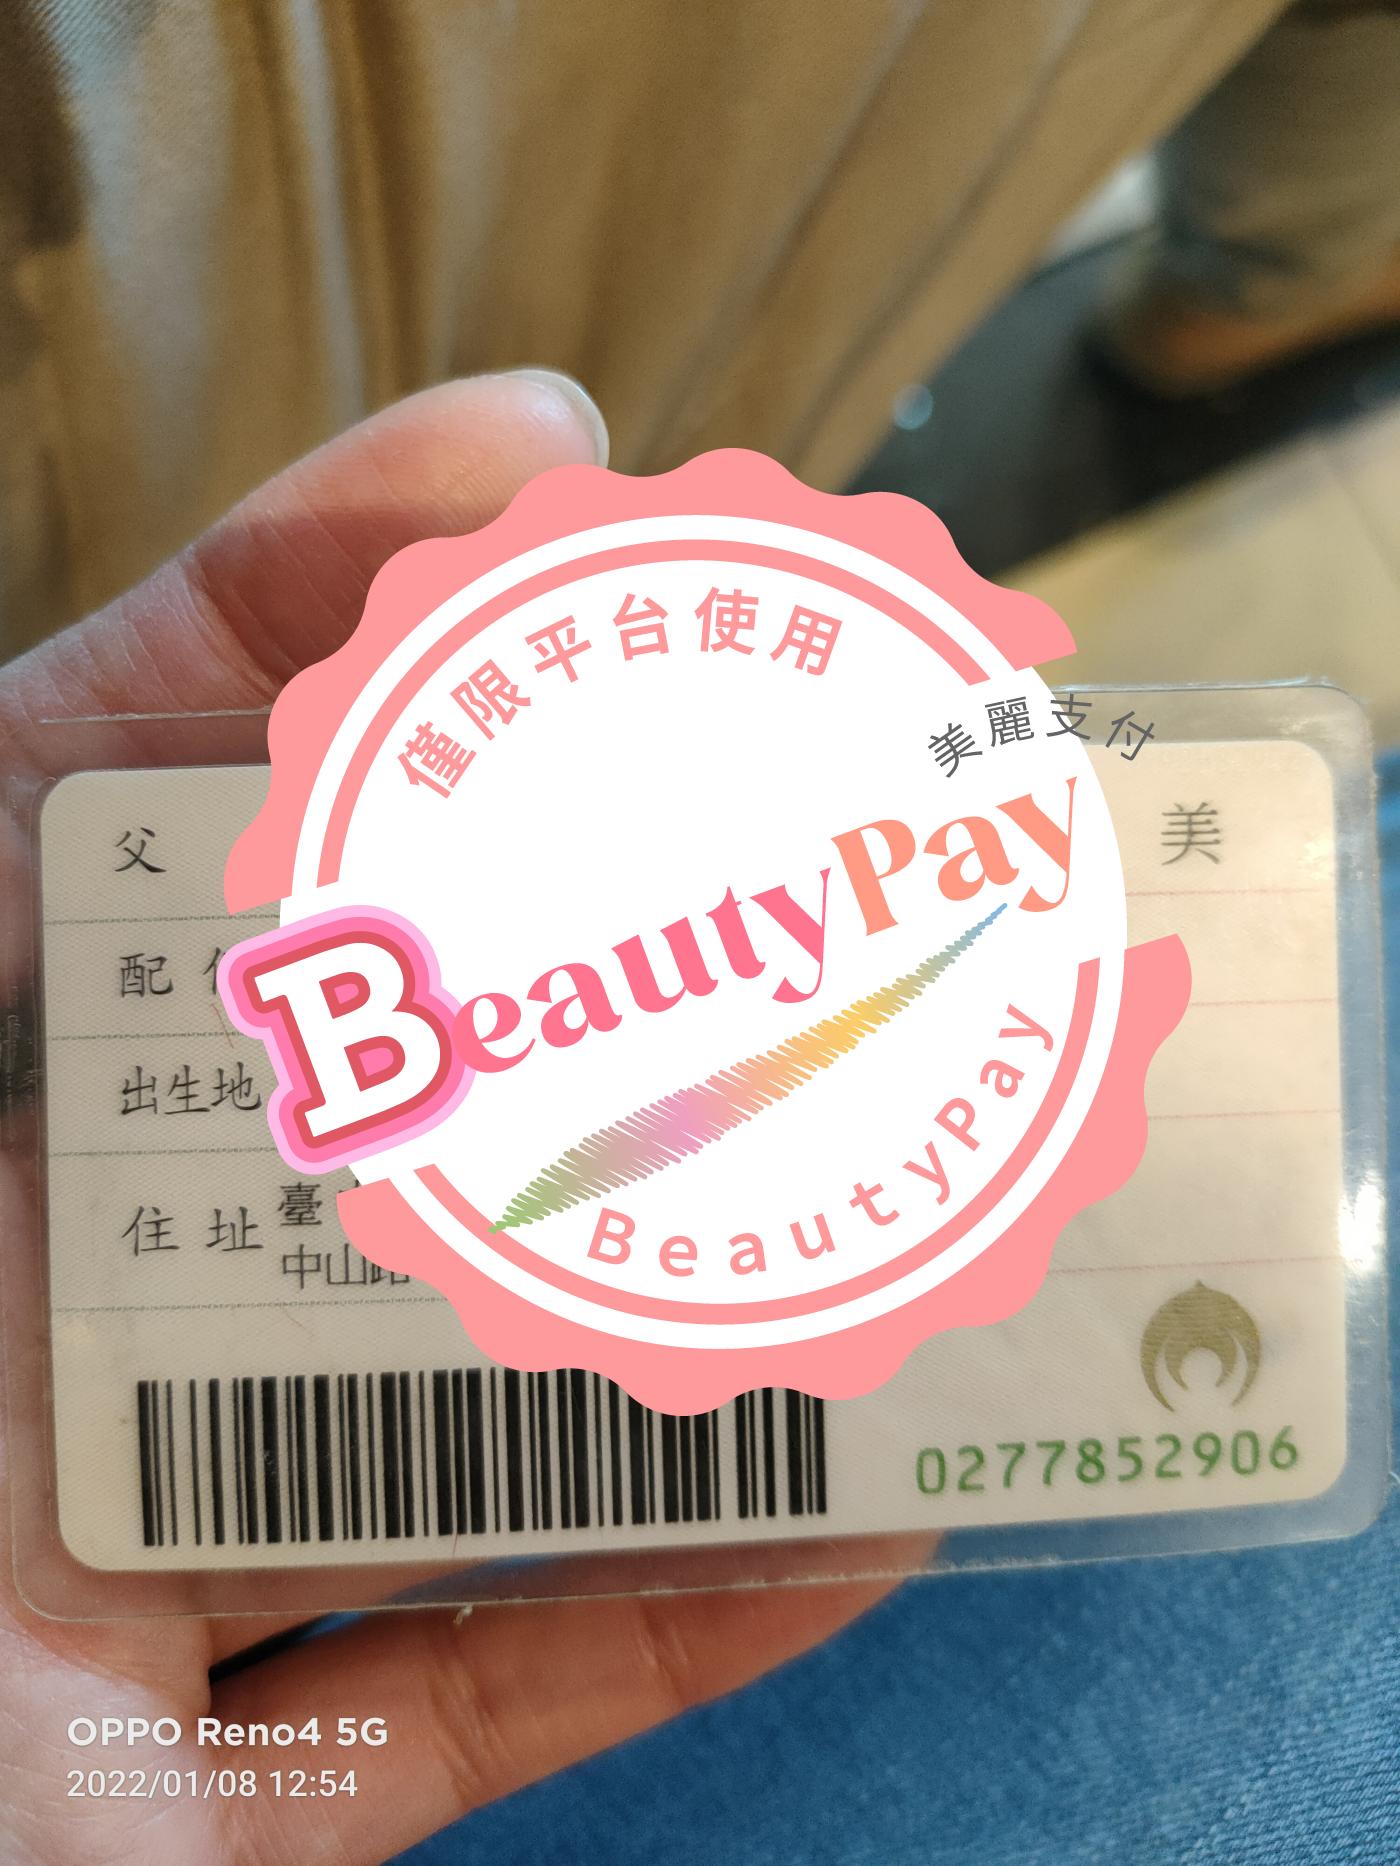 僅限平台使用
美麗支付
BeautyPay
BeautyPay
父
美
配
出生地
住址
臺
中山路
0277852906
OPPO Reno4 5G
2022/01/08 12:54